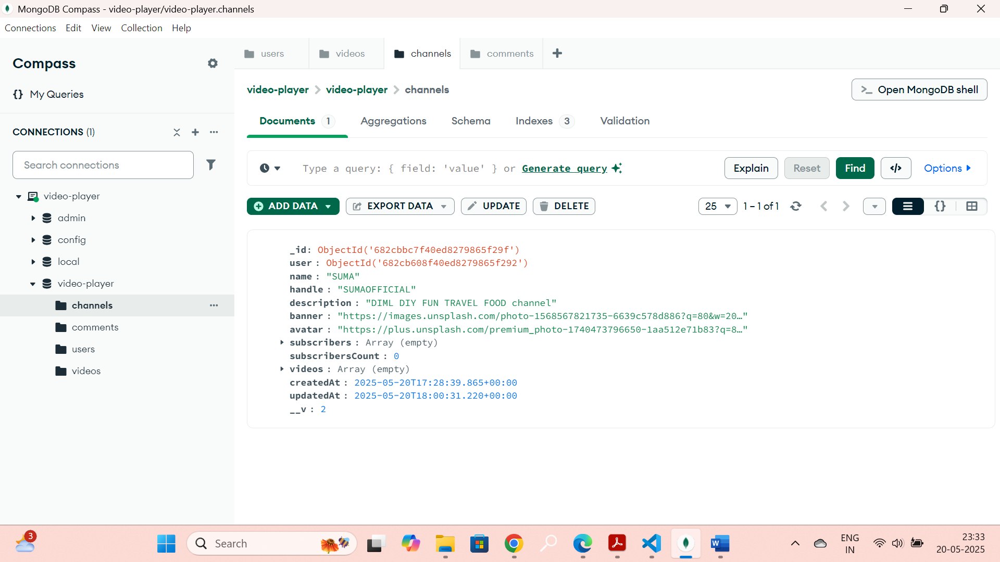 MongoDB Compass - video-player/video-player.channels
Connections Edit View Collection Help
Compass
My Queries
CONNECTIONS (1)
Search connections
video-player
admin
config
local
video-player
channels
comments
users
videos
users videos channels comments
video-player > video-player > channels
Open MongoDB shell
Documents 1 Aggregations Schema Indexes 3 Validation
Type a query: { field: 'value' } or Generate query
Explain Reset Find </> Options
ADD DATA EXPORT DATA UPDATE DELETE
25 1 – 1 of 1 {}
_id: ObjectId('682cbbc7f40ed8279865f29f')
user : ObjectId('682cb608f40ed8279865f292')
name : "SUMA"
handle : "SUMAOFFICIAL"
description : "DIML DIY FUN TRAVEL FOOD channel"
banner : "https://images.unsplash.com/photo-1568567821735-6639c578d886?q=80&w=20…"
avatar : "https://plus.unsplash.com/premium_photo-1740473796650-1aa512e71b83?q=8…"
subscribers : Array (empty)
subscribersCount : 0
videos : Array (empty)
createdAt : 2025-05-20T17:28:39.865+00:00
updatedAt : 2025-05-20T18:00:31.220+00:00
__v : 2
3
Search
ENG
IN
23:33
20-05-2025